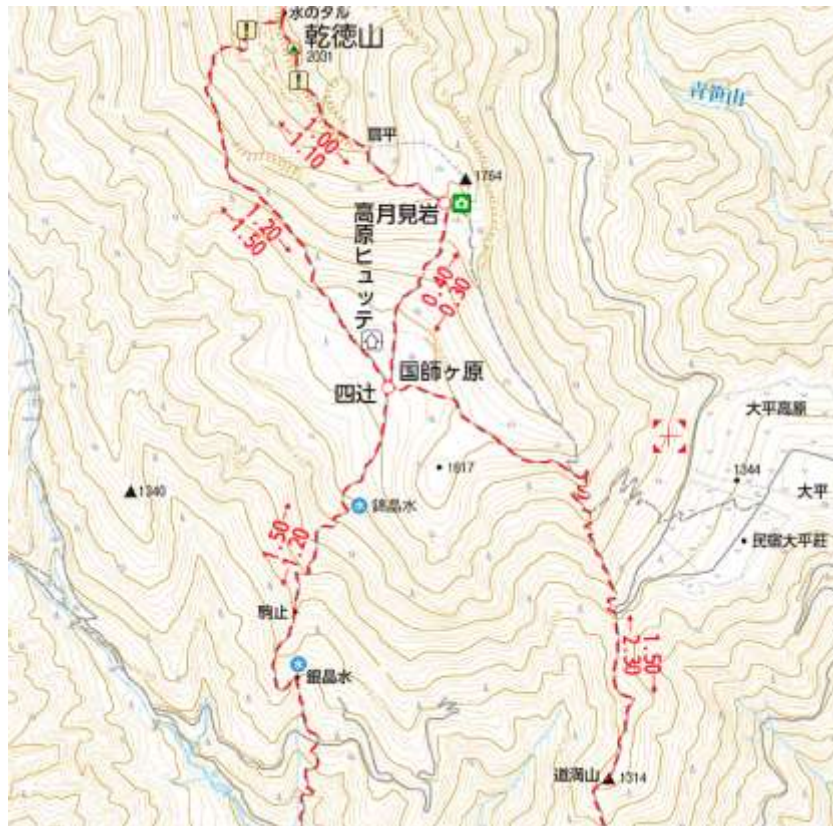 水のタル
乾徳山
2031
青笹山
1.00
1.10
扇平
1764
月見岩
高原ヒュッテ
1.20
1.50
0.40
0.30
国師ヶ原
四辻
大平高原
1344
大平
民宿大平荘
1617
1340
錦晶水
1.50
1.20
駒止
銀晶水
1.50
2.30
道満山
1314